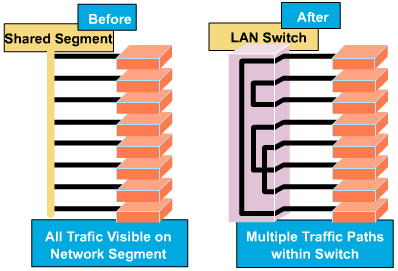 Before
Shared Segment
All Trafic Visible on
Network Segment
After
LAN Switch
Multiple Traffic Paths
within Switch